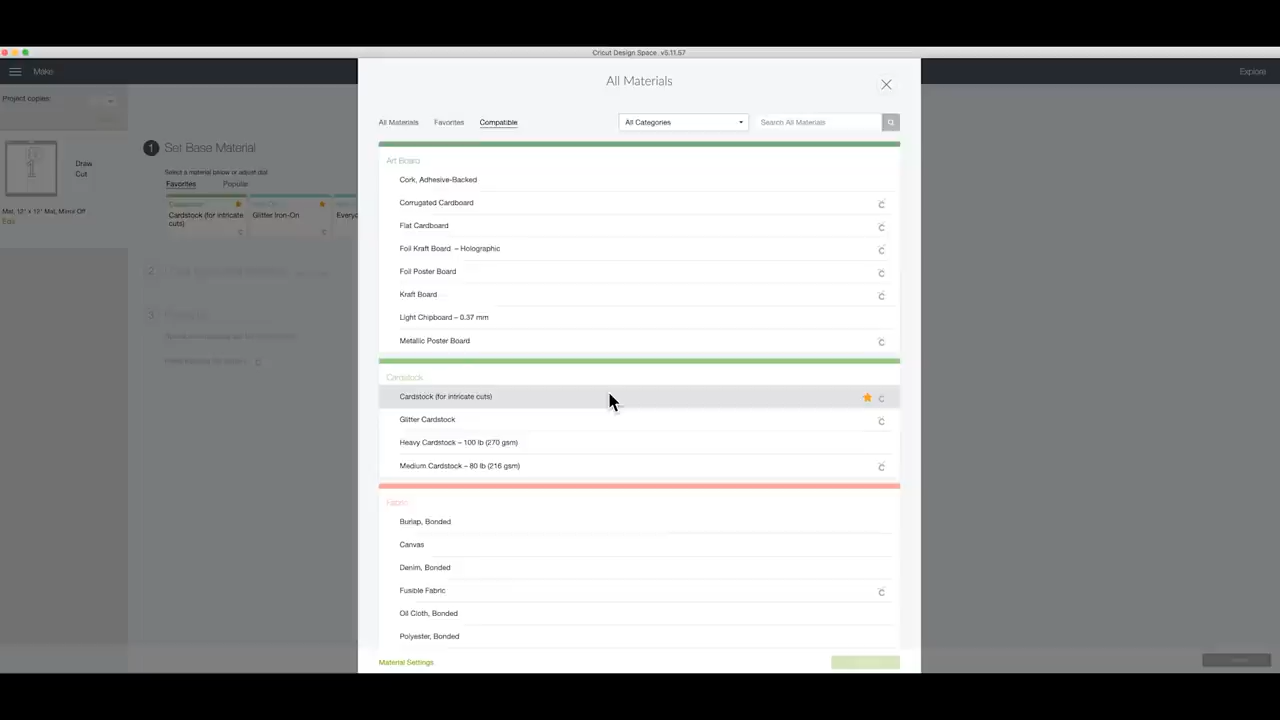 Cricut Design Space v5.11.57
Make
Explore
All Materials
Project copies:
All Materials Favorites Compatible All Categories Search All Materials
1 Set Base Material
Select a material below or adjust dial
Favorites Popular
Draw
Cut
Mat, 12" x 12" Mat, Mirror Off
Edit
Cardstock (for intricate cuts)
Glitter Iron-On
2
3
Art Board
Cork, Adhesive-Backed
Corrugated Cardboard
Flat Cardboard
Foil Kraft Board – Holographic
Foil Poster Board
Kraft Board
Light Chipboard – 0.37 mm
Metallic Poster Board
Cardstock
Cardstock (for intricate cuts)
Glitter Cardstock
Heavy Cardstock – 100 lb (270 gsm)
Medium Cardstock – 80 lb (216 gsm)
Fabric
Burlap, Bonded
Canvas
Denim, Bonded
Fusible Fabric
Oil Cloth, Bonded
Polyester, Bonded
Material Settings